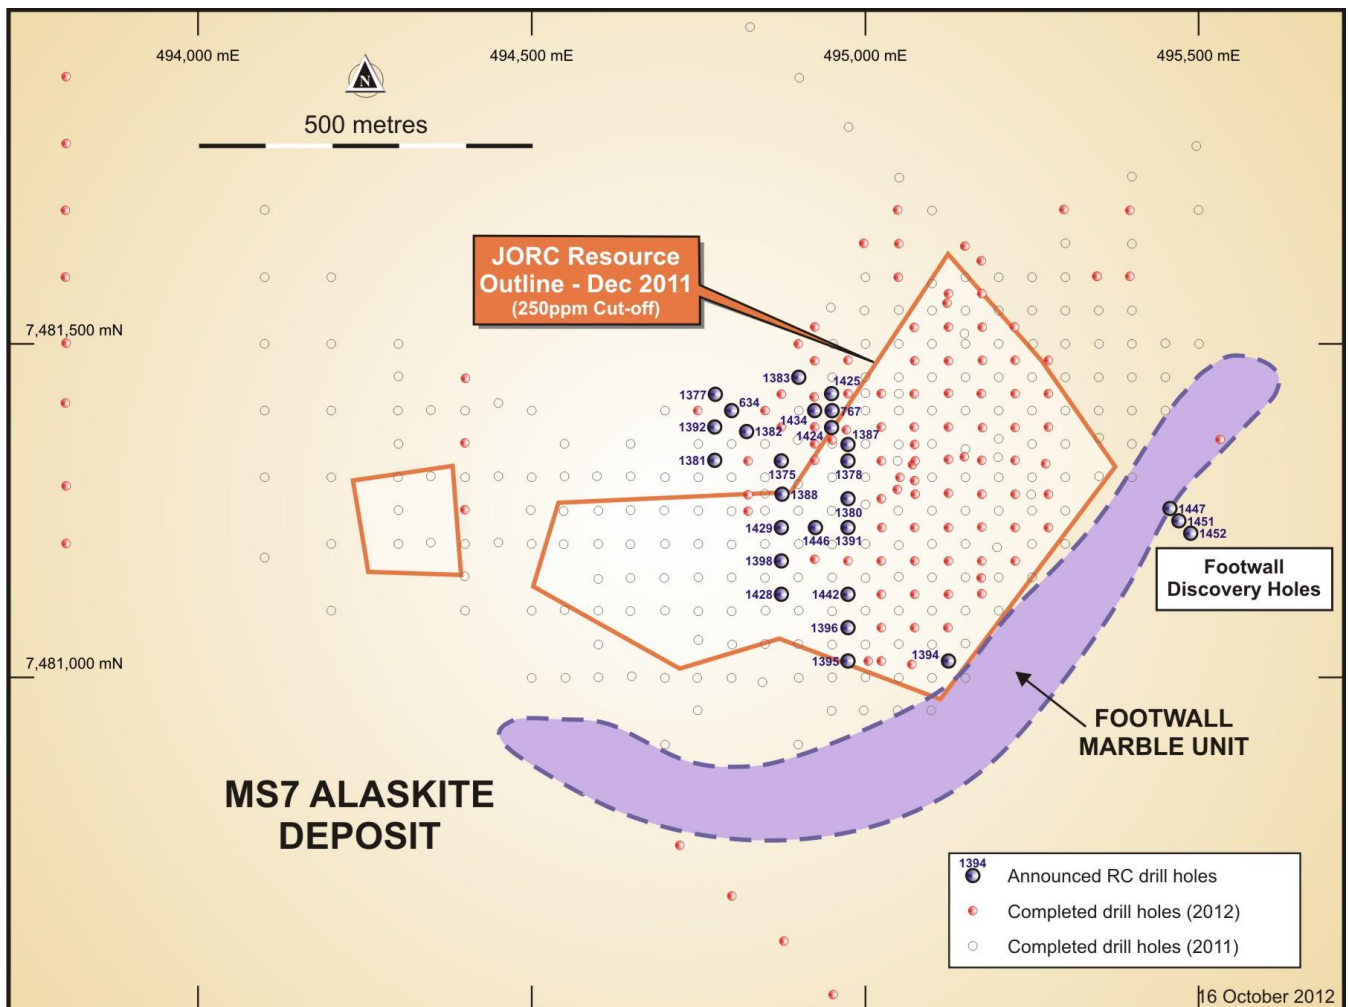 494,000 mE
494,500 mE
495,000 mE
495,500 mE
N
500 metres
JORC Resource
Outline - Dec 2011
(250ppm Cut-off)
7,481,500 mN
1383
1425
1377
634
1434
767
1392
1382
1424
1387
1381
1375
1378
1388
1380
1447
1451
1452
1429
1446
1391
1398
Footwall
Discovery Holes
1428
1442
1396
1395
1394
7,481,000 mN
FOOTWALL
MARBLE UNIT
MS7 ALASKITE
DEPOSIT
1394
Announced RC drill holes
Completed drill holes (2012)
Completed drill holes (2011)
16 October 2012